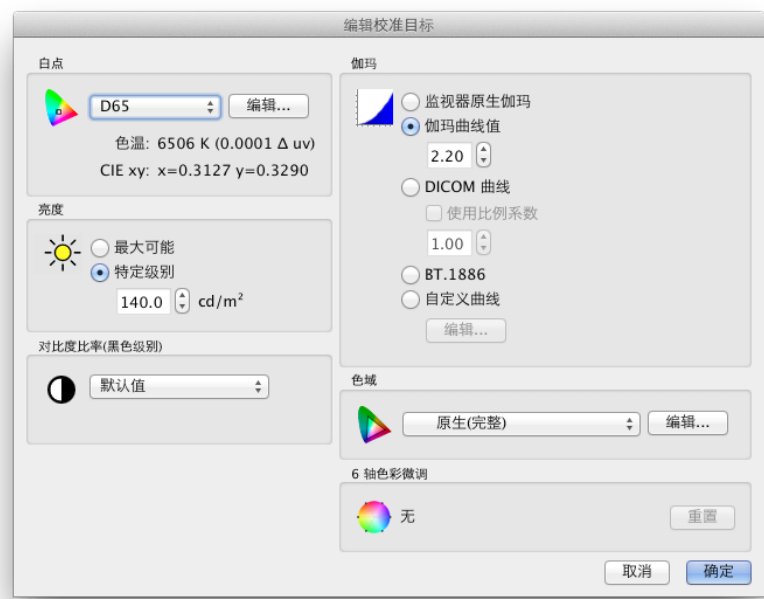 编辑校准目标
白点
D65
编辑...
色温: 6506 K (0.0001 Δ uv)
CIE xy: x=0.3127 y=0.3290
亮度
最大可能
特定级别
140.0 cd/m²
对比度比率(黑色级别)
默认值
伽玛
监视器原生伽玛
伽玛曲线值
2.20
DICOM 曲线
使用比例系数
1.00
BT.1886
自定义曲线
编辑...
色域
原生(完整)
编辑...
6 轴色彩微调
无
重置
取消
确定